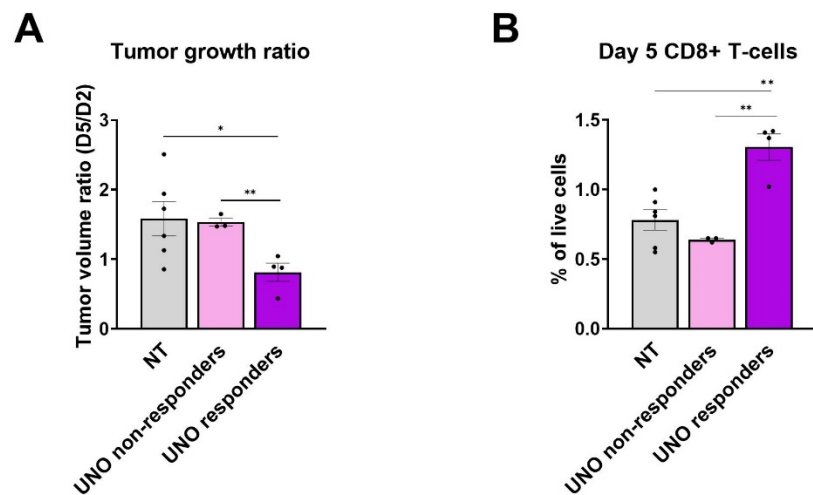 A
Tumor growth ratio
Tumor volume ratio (D5/D2)
3
2
1
0
*
**
NT
UNO non-responders
UNO responders
B
Day 5 CD8+ T-cells
% of live cells
1.5
1.0
0.5
0.0
**
**
NT
UNO non-responders
UNO responders